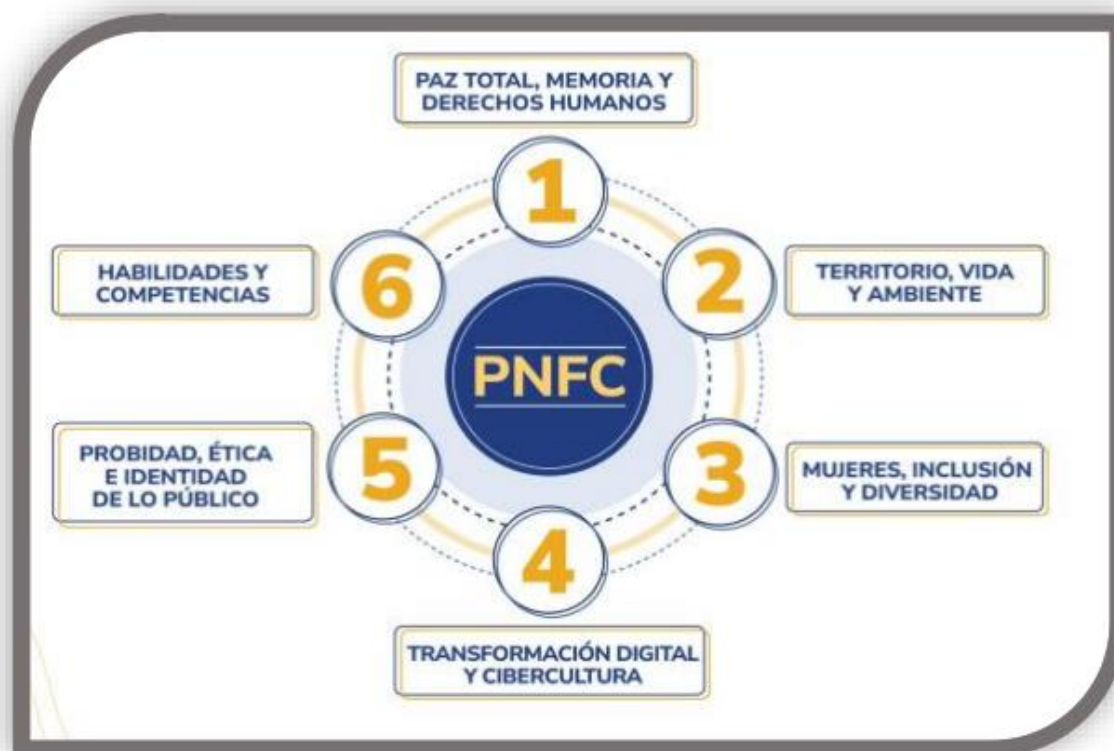 PAZ TOTAL, MEMORIA Y
DERECHOS HUMANOS
1
2
TERRITORIO, VIDA
Y AMBIENTE
3
MUJERES, INCLUSIÓN
Y DIVERSIDAD
4
TRANSFORMACIÓN DIGITAL
Y CIBERCULTURA
5
PROBIDAD, ÉTICA
E IDENTIDAD
DE LO PÚBLICO
6
HABILIDADES Y
COMPETENCIAS
PNFC